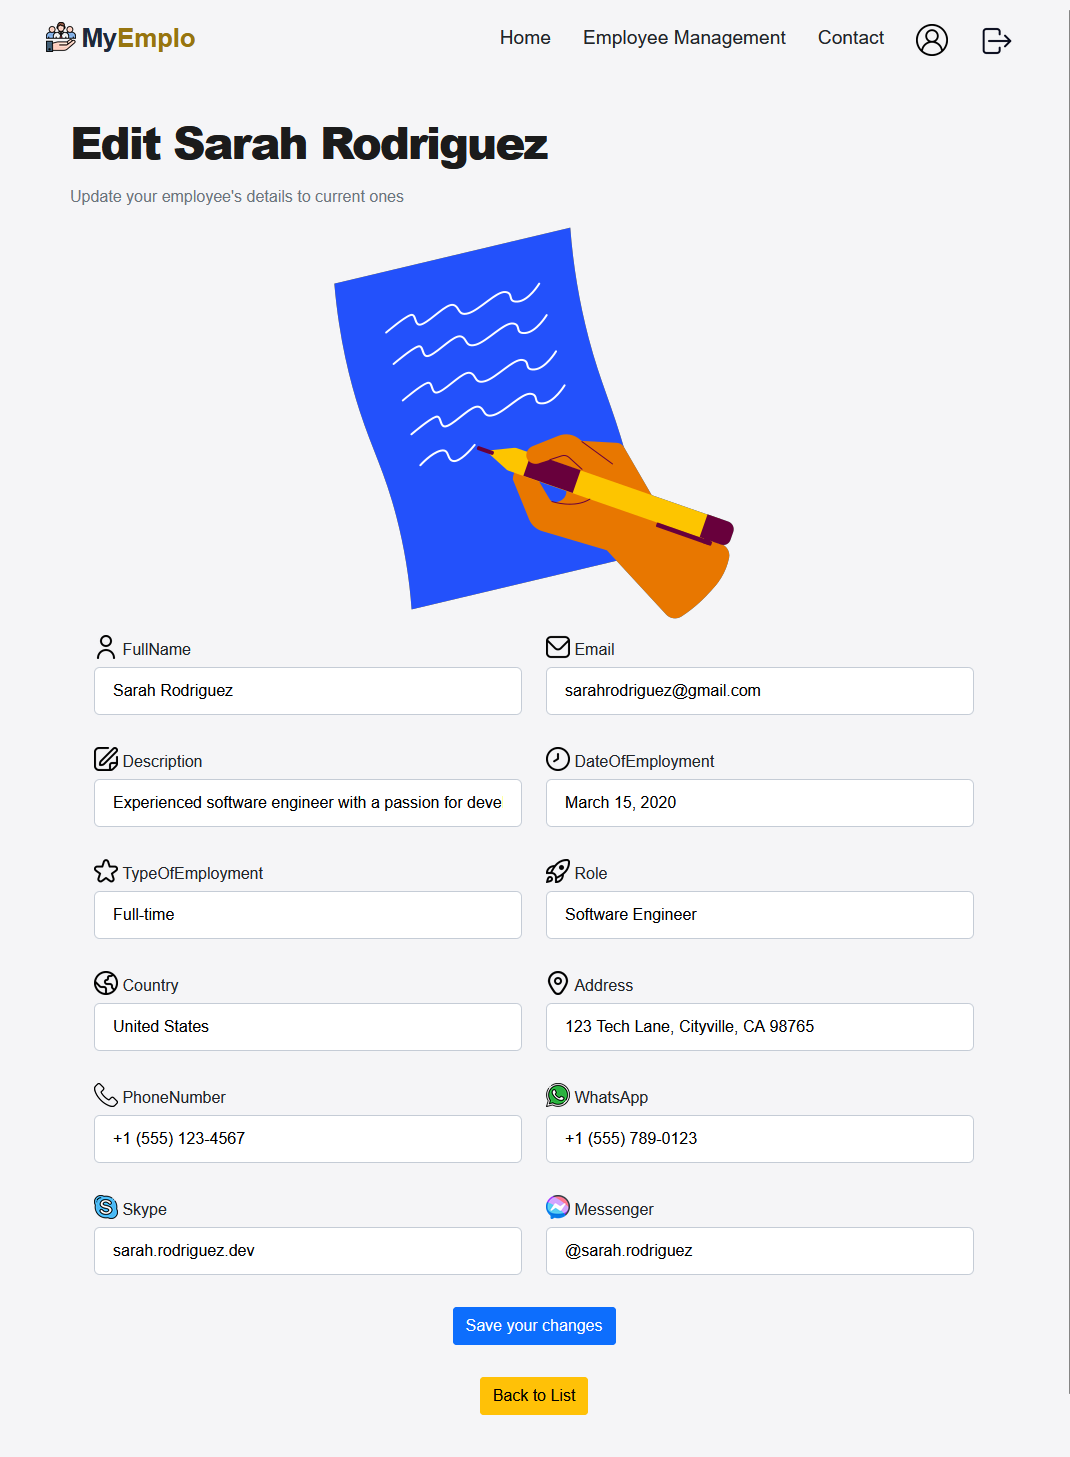 MyEmplo
Home Employee Management Contact
Edit Sarah Rodriguez
Update your employee's details to current ones
FullName Email
Sarah Rodriguez sarahrodriguez@gmail.com
Description DateOfEmployment
Experienced software engineer with a passion for deve March 15, 2020
TypeOfEmployment Role
Full-time Software Engineer
Country Address
United States 123 Tech Lane, Cityville, CA 98765
PhoneNumber WhatsApp
+1 (555) 123-4567 +1 (555) 789-0123
Skype Messenger
sarah.rodriguez.dev @sarah.rodriguez
Save your changes
Back to List